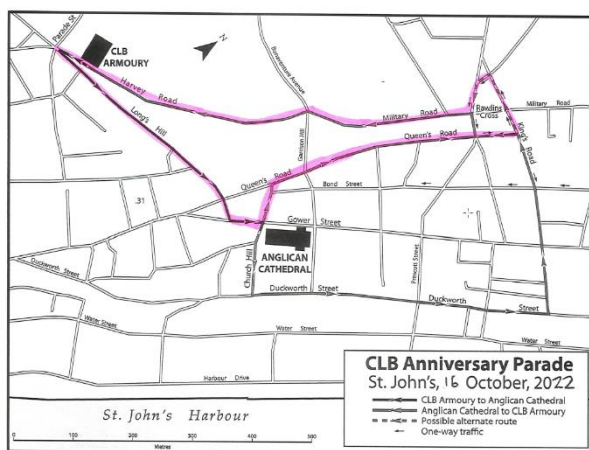 Parade St
CLB
ARMOURY
N
Bonaventure Avenue
Harvey Road
Long's Hill
Military Road
Rawlins
Cross
Military Road
King's Road
Queen's Road
Garrison Hill
Queen's Road
Bond Street
31
Gower Street
ANGLICAN
CATHEDRAL
Church Hill
Prescott Street
Duckworth Street
Duckworth Street
Duckworth Street
Water Street
Water Street
Water Street
Harbour Drive
St. John's Harbour
0 100 200 300 400 500
Metres
CLB Anniversary Parade
St. John's, 16 October, 2022
CLB Armoury to Anglican Cathedral
Anglican Cathedral to CLB Armoury
Possible alternate route
One-way traffic